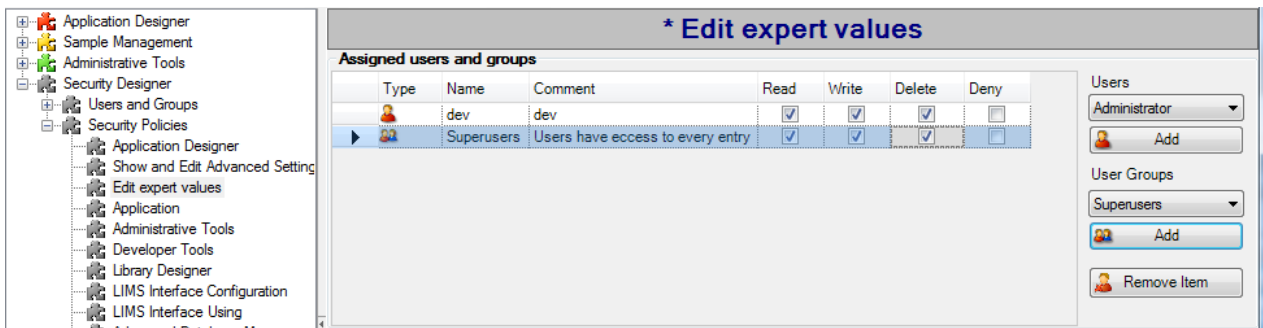 Application Designer
Sample Management
Administrative Tools
Security Designer
Users and Groups
Security Policies
Application Designer
Show and Edit Advanced Setting
Edit expert values
Application
Administrative Tools
Developer Tools
Library Designer
LIMS Interface Configuration
LIMS Interface Using
* Edit expert values
Assigned users and groups
Type Name Comment Read Write Delete Deny
dev dev
Superusers Users have eccess to every entry
Users
Administrator
Add
User Groups
Superusers
Add
Remove Item